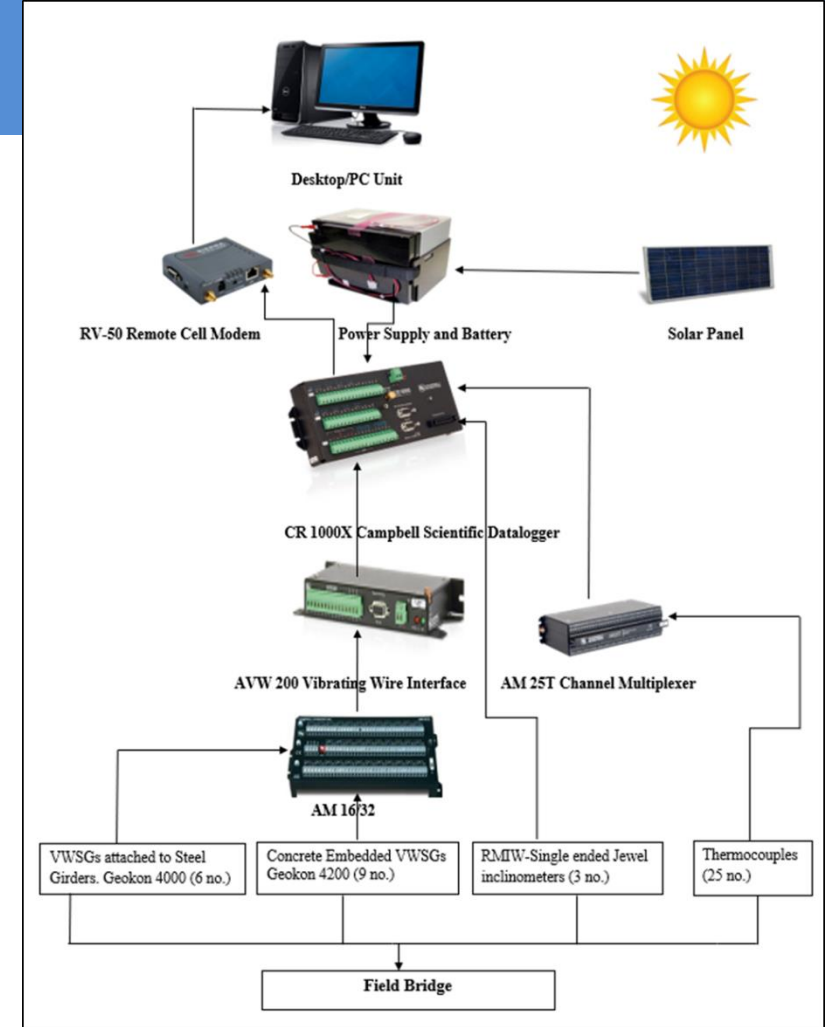 Desktop/PC Unit
RV-50 Remote Cell Modem
Power Supply and Battery
Solar Panel
CR 1000X Campbell Scientific Datalogger
AVW 200 Vibrating Wire Interface
AM 25T Channel Multiplexer
AM 16/32
VWSGs attached to Steel
Girders. Geokon 4000 (6 no.)
Concrete Embedded VWSGs
Geokon 4200 (9 no.)
RMIW-Single ended Jewel
inclinometers (3 no.)
Thermocouples
(25 no.)
Field Bridge